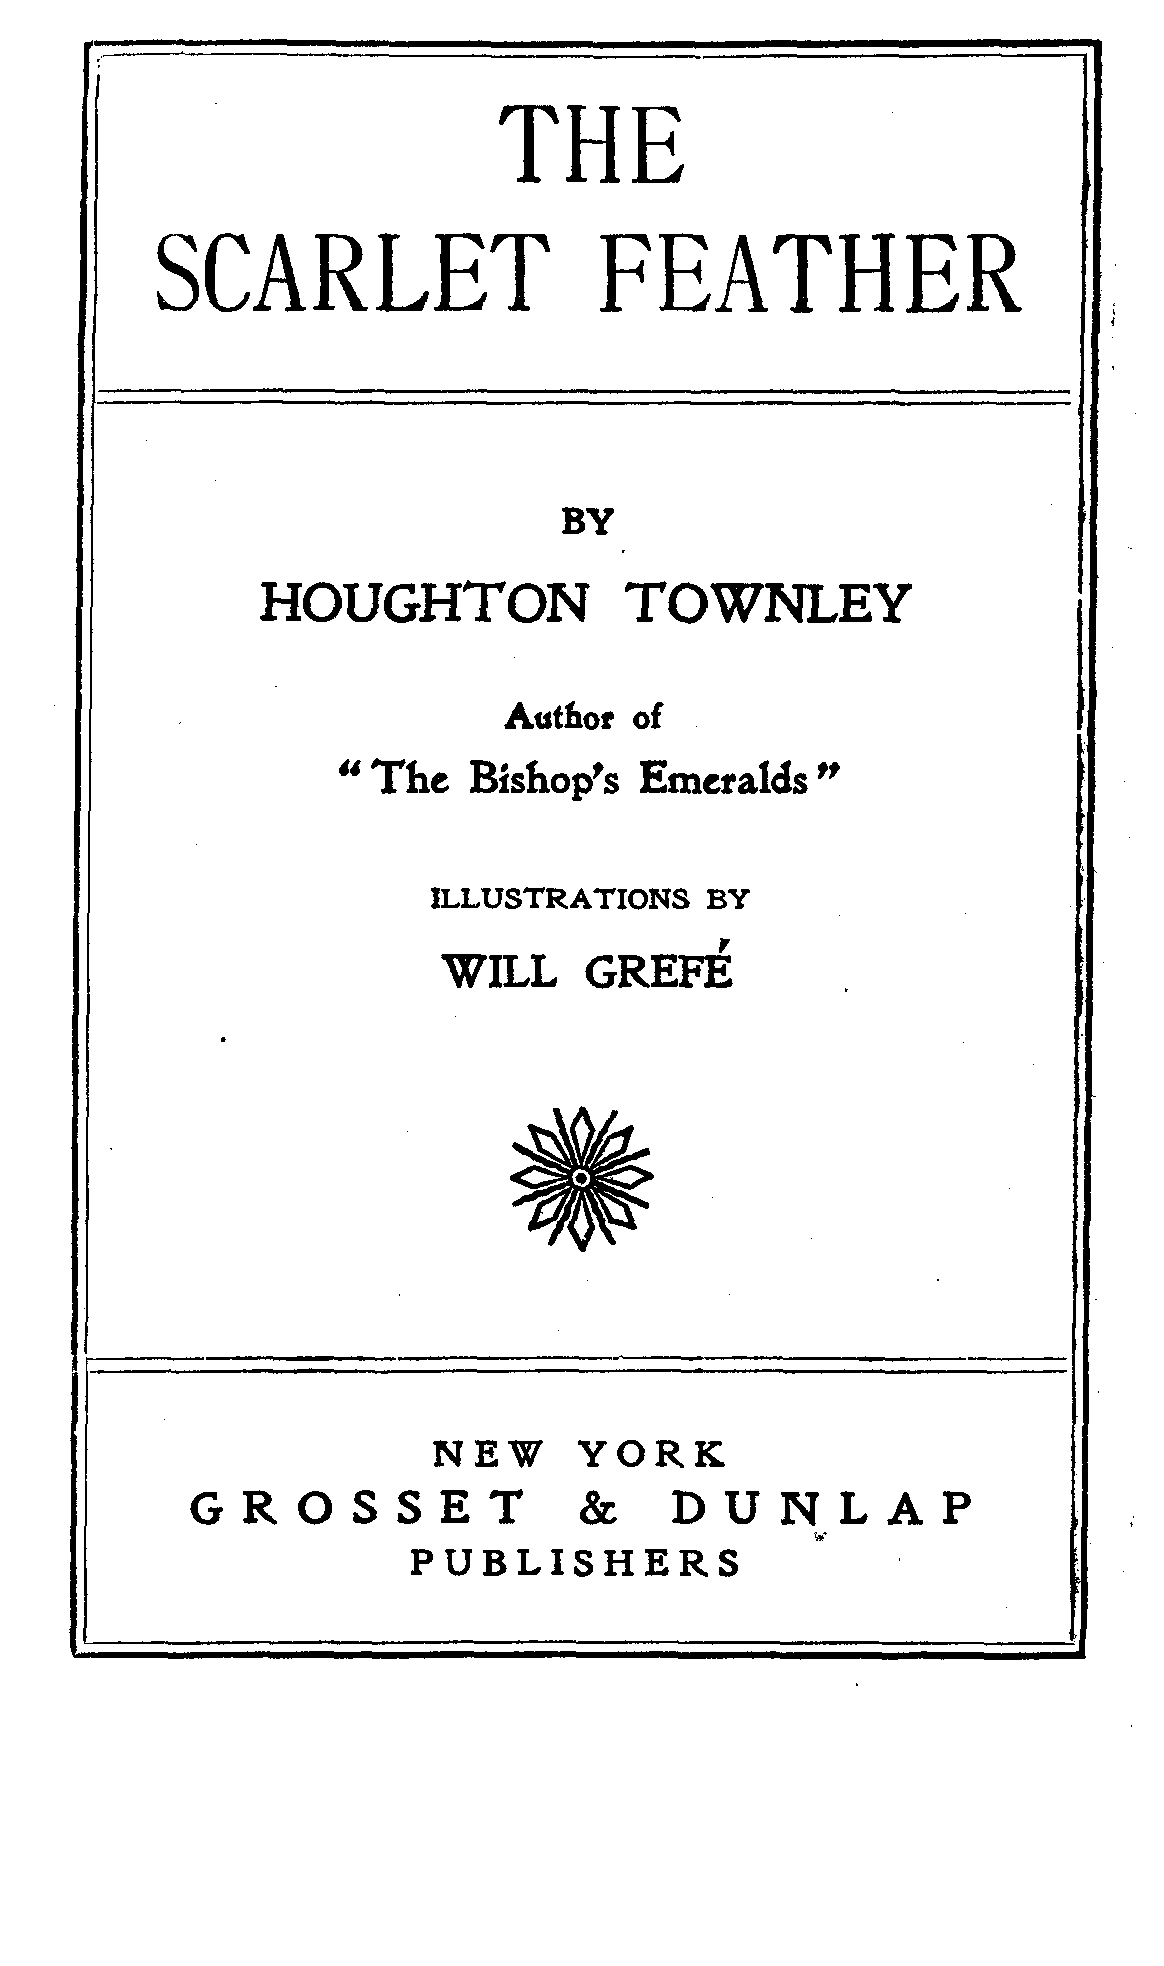 THE
SCARLET FEATHER
BY
HOUGHTON TOWNLEY
Author of
“The Bishop's Emeralds”
ILLUSTRATIONS BY
WILL GREFÉ
NEW YORK
GROSSET & DUNLAP
PUBLISHERS